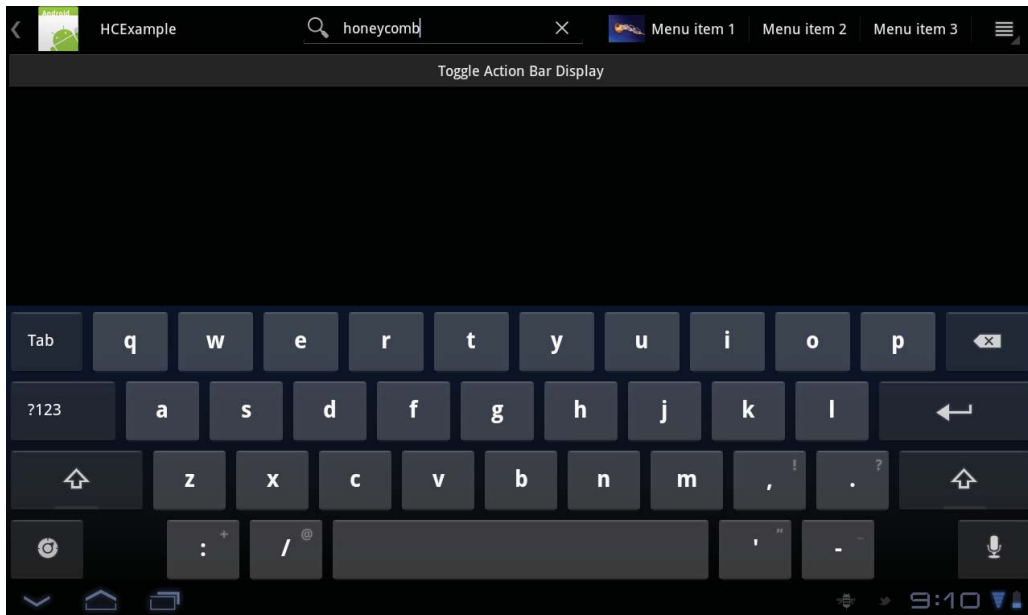 Android
HCExample honeycomb Menu item 1 Menu item 2 Menu item 3
Toggle Action Bar Display
Tab q w e r t y u i o p
?123 a s d f g h j k l
z x c v b n m , ! . ?
: + / @ ' " - _
9:10